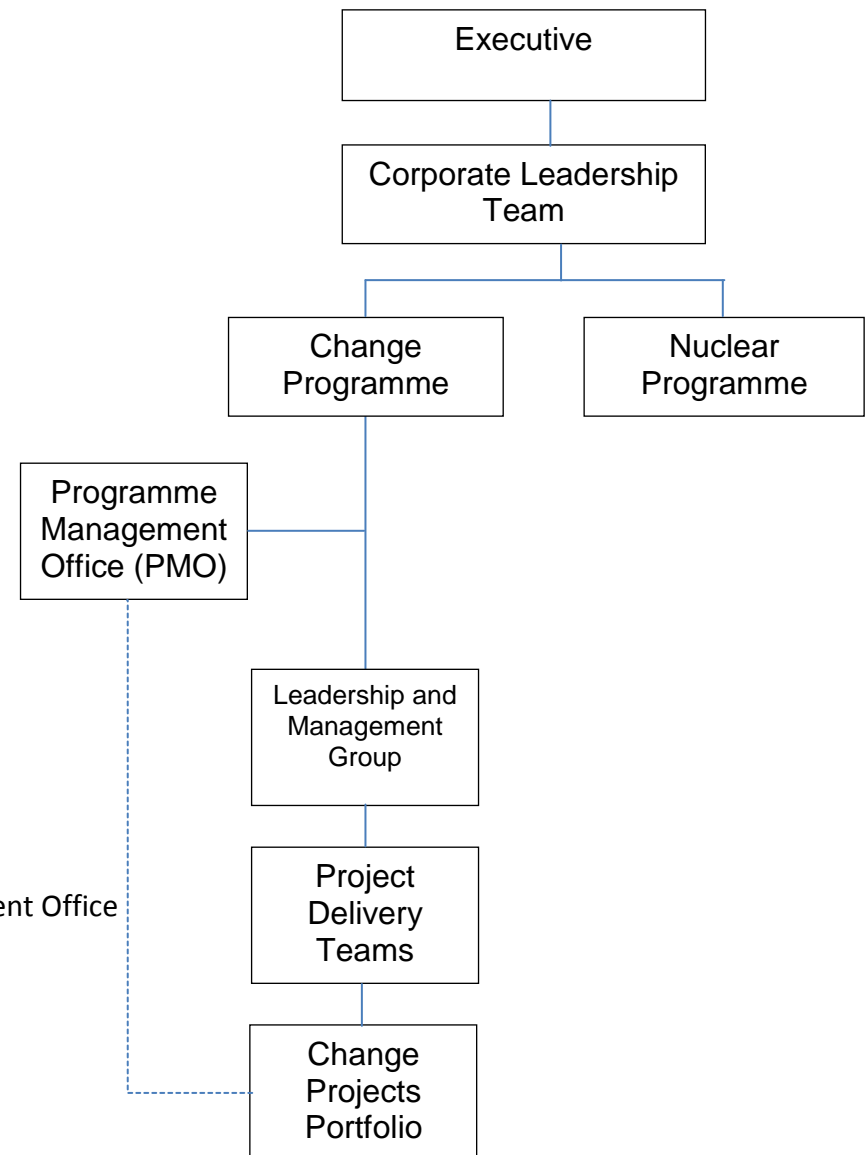 Executive
Corporate Leadership
Team
Change
Programme
Nuclear
Programme
Programme
Management
Office (PMO)
Leadership and
Management
Group
ent Office
Project
Delivery
Teams
Change
Projects
Portfolio